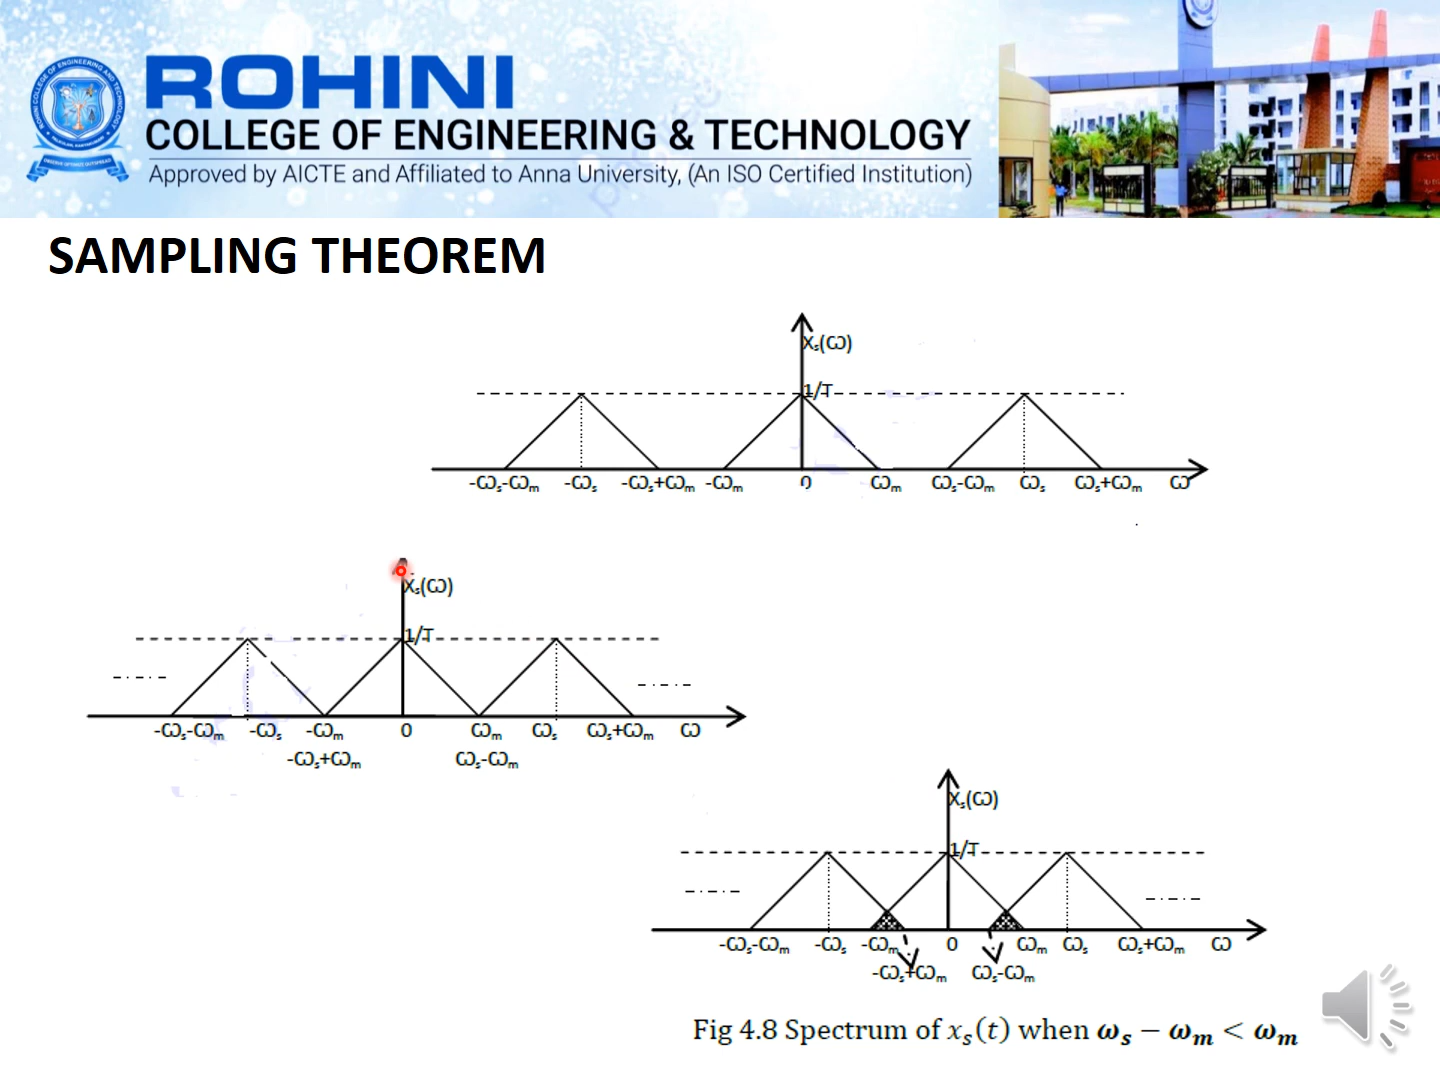 ROHINI
COLLEGE OF ENGINEERING & TECHNOLOGY
Approved by AICTE and Affiliated to Anna University, (An ISO Certified Institution)
SAMPLING THEOREM
Xₛ(ω)
1/T
-ωₛ-ωₘ -ωₛ -ωₛ+ωₘ -ωₘ 0 ωₘ ωₛ-ωₘ ωₛ ωₛ+ωₘ ω
Xₛ(ω)
1/T
-ωₛ-ωₘ -ωₛ -ωₘ 0 ωₘ ωₛ ωₛ+ωₘ ω
-ωₛ+ωₘ ωₛ-ωₘ
Xₛ(ω)
1/T
-ωₛ-ωₘ -ωₛ -ωₘ 0 ωₘ ωₛ ωₛ+ωₘ ω
-ωₛ+ωₘ ωₛ-ωₘ
Fig 4.8 Spectrum of xₛ(t) when ωₛ − ωₘ < ωₘ